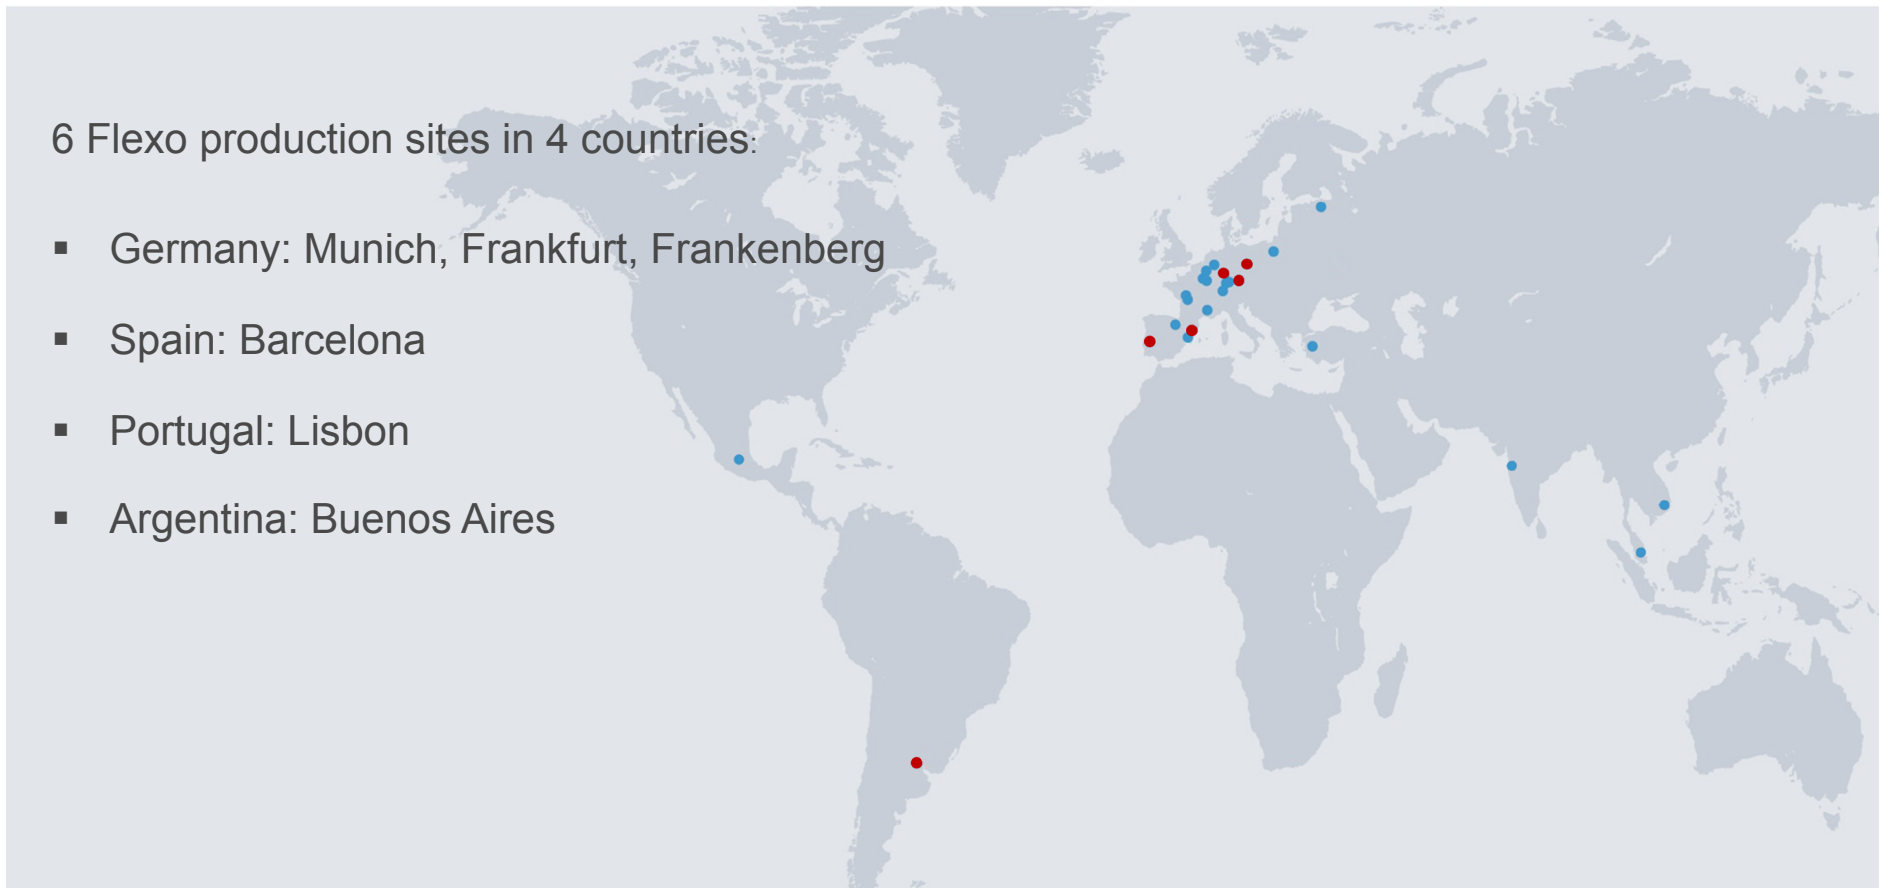 6 Flexo production sites in 4 countries:
▪ Germany: Munich, Frankfurt, Frankenberg
▪ Spain: Barcelona
▪ Portugal: Lisbon
▪ Argentina: Buenos Aires